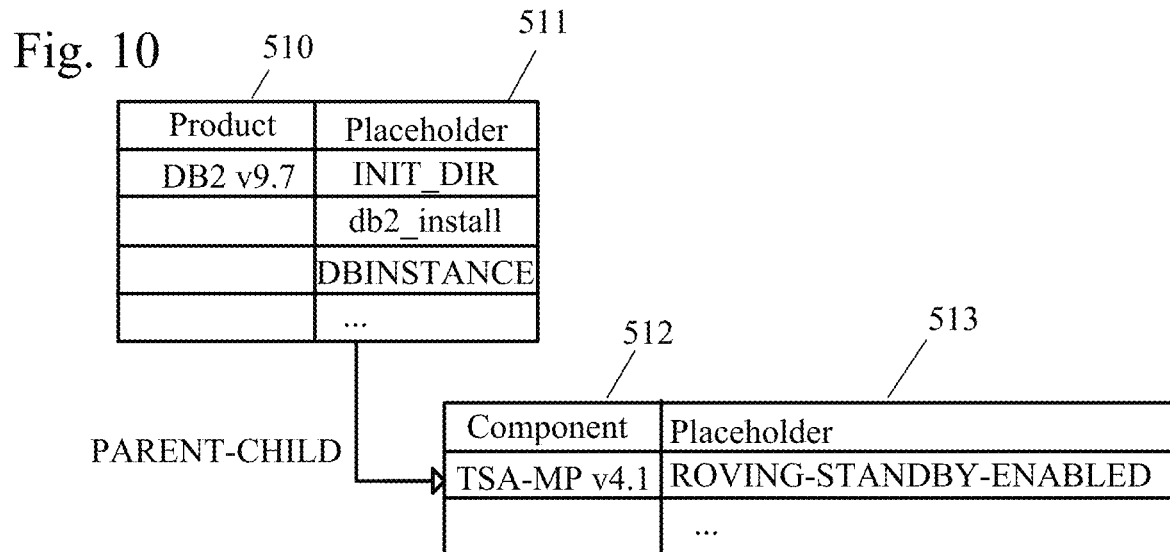 Fig. 10
510
511
Product Placeholder
DB2 v9.7 INIT_DIR
db2_install
DBINSTANCE
...
512
513
PARENT-CHILD
Component Placeholder
TSA-MP v4.1 ROVING-STANDBY-ENABLED
...